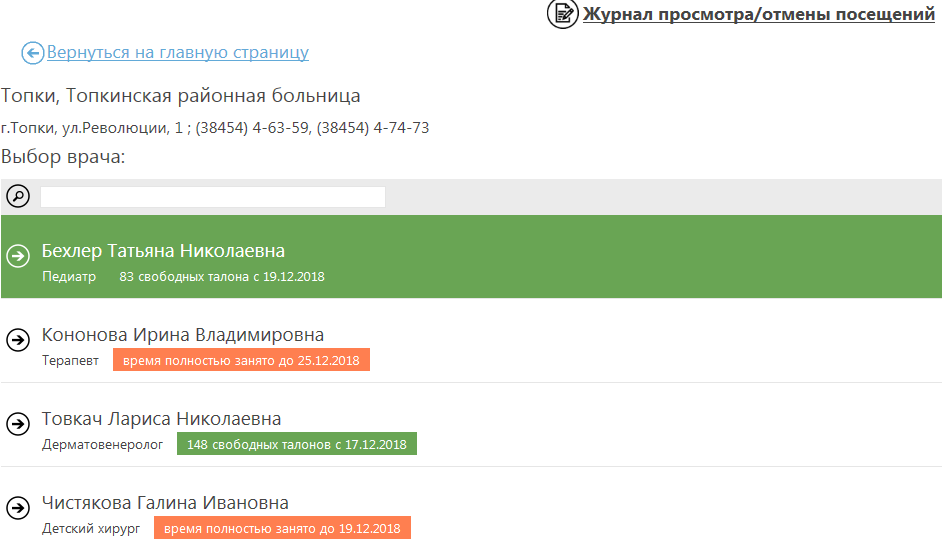 Журнал просмотра/отмены посещений
Вернуться на главную страницу
Топки, Топкинская районная больница
г.Топки, ул.Революции, 1 ; (38454) 4-63-59, (38454) 4-74-73
Выбор врача:
Бехлер Татьяна Николаевна
Педиатр 83 свободных талона с 19.12.2018
Кононова Ирина Владимировна
Терапевт время полностью занято до 25.12.2018
Товкач Лариса Николаевна
Дерматовенеролог 148 свободных талонов с 17.12.2018
Чистякова Галина Ивановна
Детский хирург время полностью занято до 19.12.2018